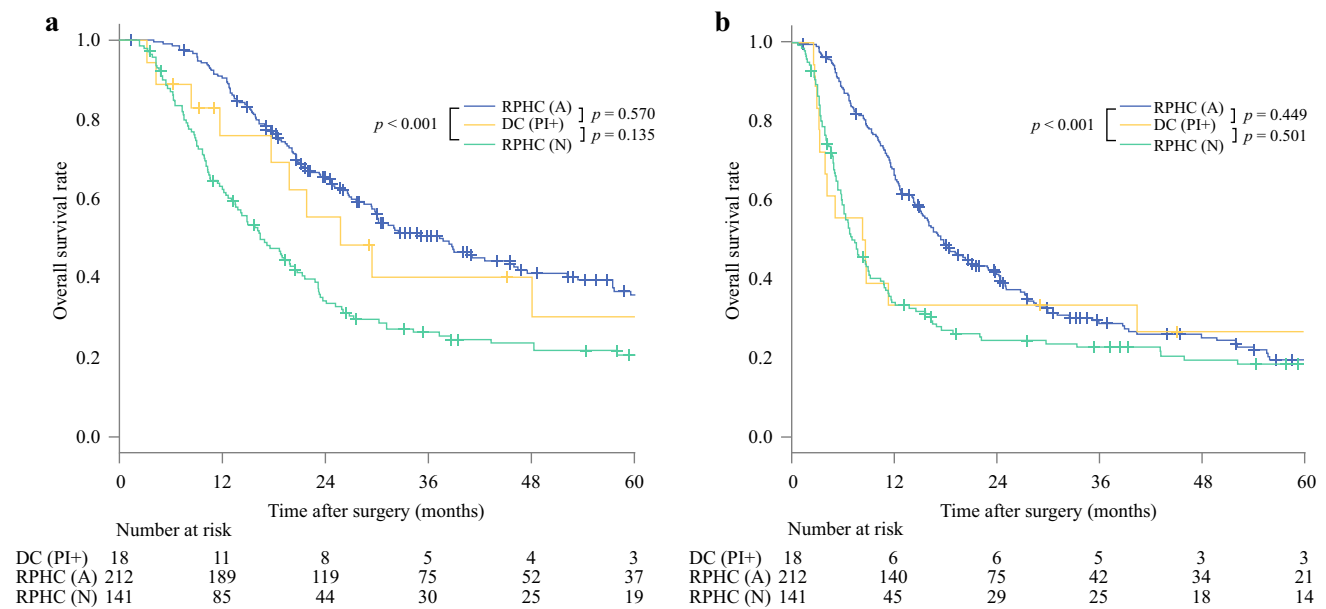 a
Overall survival rate
1.0
0.8
0.6
0.4
0.2
0.0
RPHC (A)
DC (PI+)
RPHC (N)
p < 0.001
p = 0.570
p = 0.135
0 12 24 36 48 60
Time after surgery (months)
Number at risk
DC (PI+) 18 11 8 5 4 3
RPHC (A) 212 189 119 75 52 37
RPHC (N) 141 85 44 30 25 19
b
Overall survival rate
1.0
0.8
0.6
0.4
0.2
0.0
RPHC (A)
DC (PI+)
RPHC (N)
p < 0.001
p = 0.449
p = 0.501
0 12 24 36 48 60
Time after surgery (months)
Number at risk
DC (PI+) 18 6 6 5 3 3
RPHC (A) 212 140 75 42 34 21
RPHC (N) 141 45 29 25 18 14